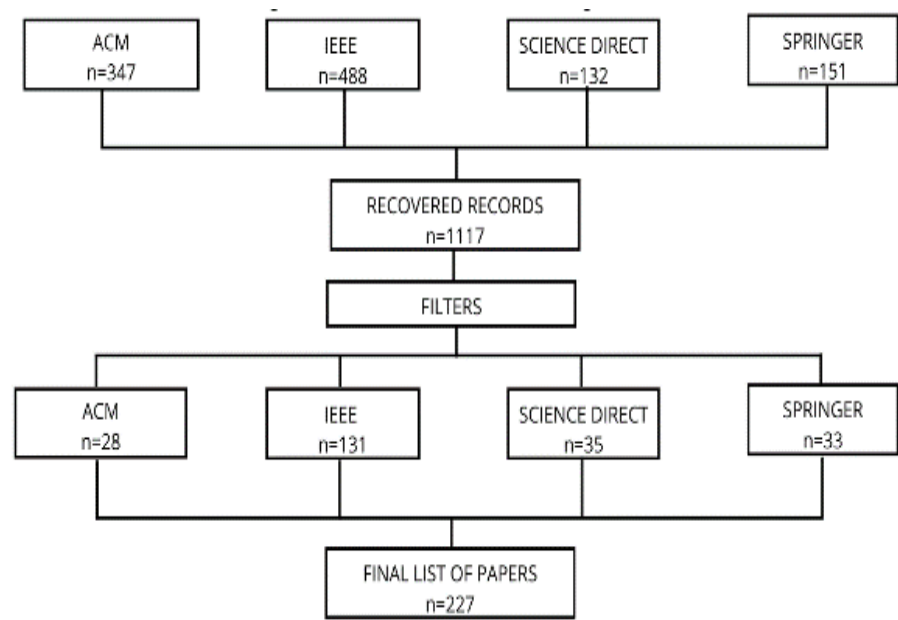 ACM
n=347
IEEE
n=488
SCIENCE DIRECT
n=132
SPRINGER
n=151
RECOVERED RECORDS
n=1117
FILTERS
ACM
n=28
IEEE
n=131
SCIENCE DIRECT
n=35
SPRINGER
n=33
FINAL LIST OF PAPERS
n=227